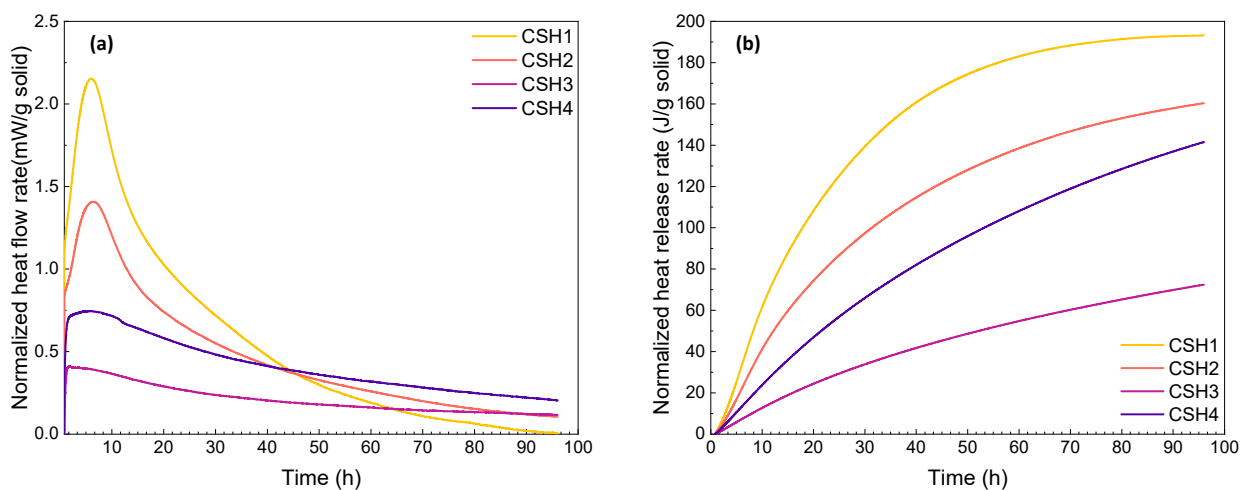 (a)
CSH1
CSH2
CSH3
CSH4
Normalized heat flow rate(mW/g solid)
2.5
2.0
1.5
1.0
0.5
0.0
10 20 30 40 50 60 70 80 90 100
Time (h)
(b)
Normalized heat release rate (J/g solid)
200
180
160
140
120
100
80
60
40
20
0
CSH1
CSH2
CSH3
CSH4
0 10 20 30 40 50 60 70 80 90 100
Time (h)